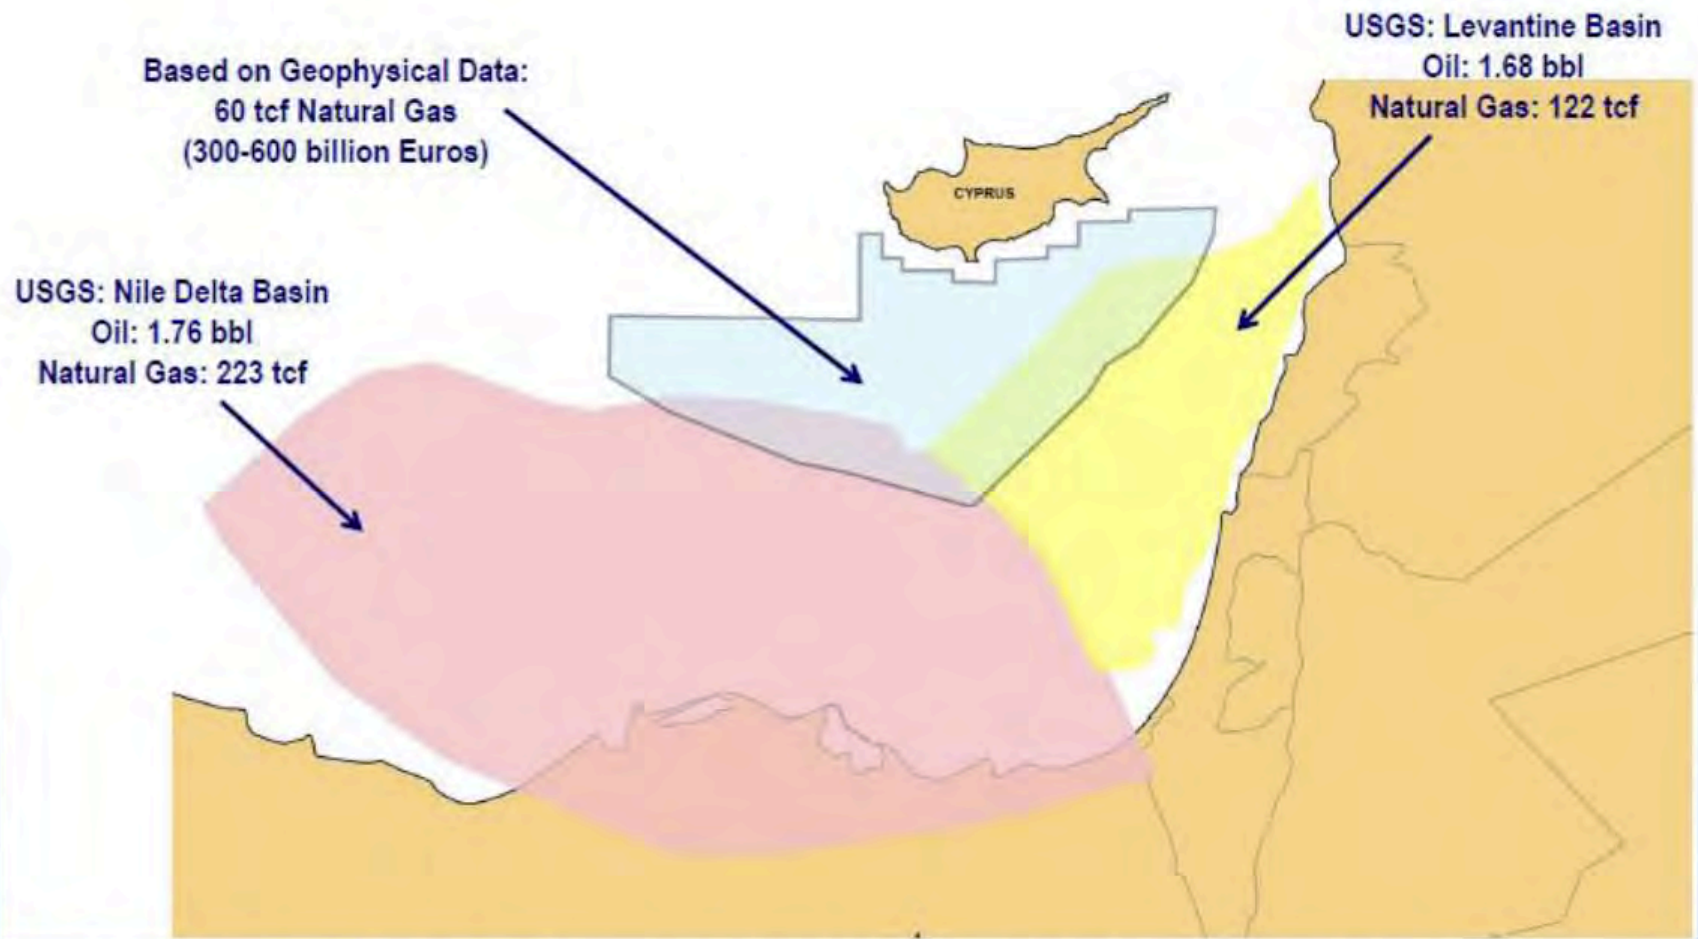 USGS: Levantine Basin
Oil: 1.68 bbl
Natural Gas: 122 tcf
Based on Geophysical Data:
60 tcf Natural Gas
(300-600 billion Euros)
CYPRUS
USGS: Nile Delta Basin
Oil: 1.76 bbl
Natural Gas: 223 tcf